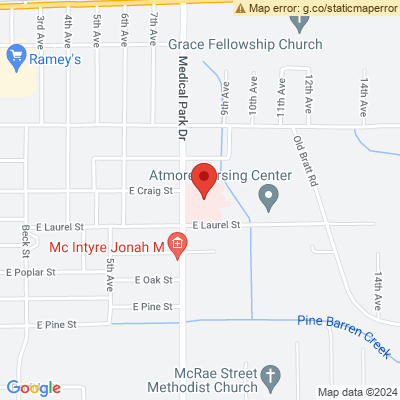 Map error: g.co/staticmaperror
3rd Ave
4th Ave
5th Ave
6th Ave
7th Ave
Grace Fellowship Church
Ramey's
Medical Park Dr
9th Ave
10th Ave
11th Ave
12th Ave
14th Ave
Old Bratt Rd
Atmore Nursing Center
E Craig St
E Laurel St
E Laurel St
Beck St
Mc Intyre Jonah M
E Poplar St
5th Ave
E Oak St
14th Ave
E Pine St
E Pine St
Pine Barren Creek
McRae Street
Methodist Church
Google
Map data ©2024